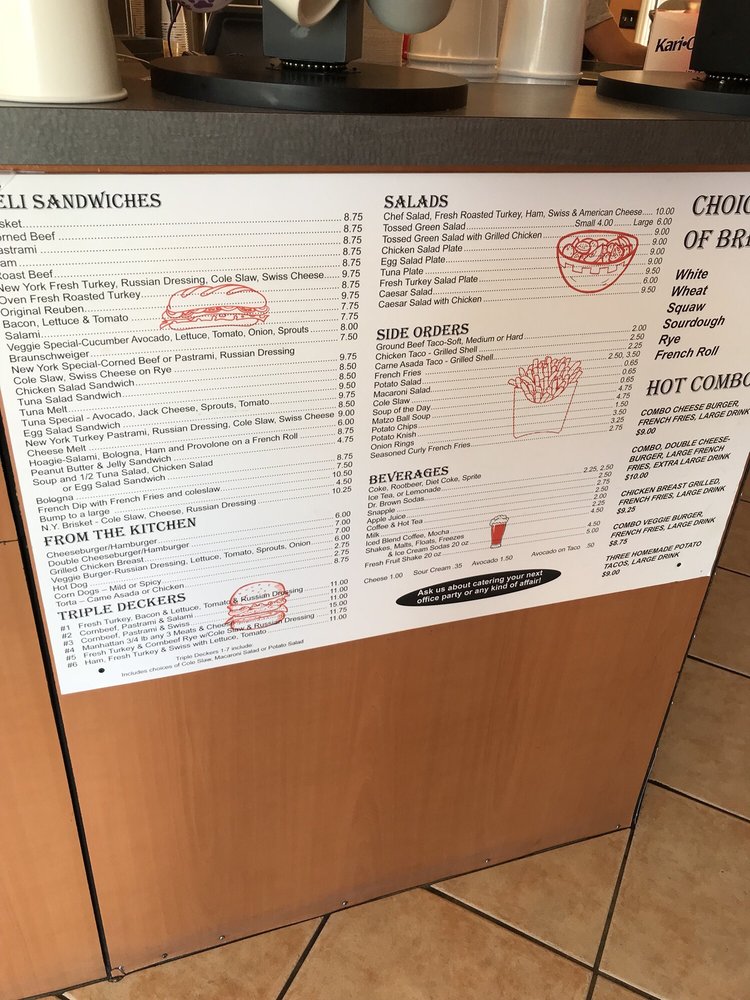 Kari•
ELI SANDWICHES
sket 8.75
orned Beef 8.75
astrami 8.75
am 8.75
oast Beef 8.75
New York Fresh Turkey, Russian Dressing, Cole Slaw, Swiss Cheese 9.75
Oven Fresh Roasted Turkey 8.75
Original Reuben 9.75
Bacon, Lettuce & Tomato 7.75
Salami 7.75
Veggie Special-Cucumber Avocado, Lettuce, Tomato, Onion, Sprouts 8.00
Braunschweiger 7.50
New York Special-Corned Beef or Pastrami, Russian Dressing
Cole Slaw, Swiss Cheese on Rye 9.75
Chicken Salad Sandwich 8.50
Tuna Salad Sandwich 8.50
Tuna Melt 9.50
Tuna Special - Avocado, Jack Cheese, Sprouts, Tomato 9.75
Egg Salad Sandwich 8.50
New York Turkey Pastrami, Russian Dressing, Cole Slaw, Swiss Cheese 9.00
Cheese Melt 6.00
Hoagie-Salami, Bologna, Ham and Provolone on a French Roll 8.75
Peanut Butter & Jelly Sandwich 4.75
Soup and 1/2 Tuna Salad, Chicken Salad
or Egg Salad Sandwich 8.75
Bologna 7.50
French Dip with French Fries and coleslaw 10.50
Bump to a large 4.50
N.Y. Brisket - Cole Slaw, Cheese, Russian Dressing 10.25
FROM THE KITCHEN
Cheeseburger/Hamburger 6.00
Double Cheeseburger/Hamburger 7.00
Grilled Chicken Breast 7.00
Veggie Burger-Russian Dressing, Lettuce, Tomato, Sprouts, Onion 6.00
Hot Dog 2.75
Corn Dogs – Mild or Spicy 2.75
Torta – Carne Asada or Chicken 8.75
TRIPLE DECKERS
#1 Fresh Turkey, Bacon & Lettuce, Tomato & Russian Dressing 11.00
#2 Cornbeef, Pastrami & Salami 11.00
#3 Cornbeef, Pastrami & Swiss 11.00
#4 Manhattan 3/4 lb any 3 Meats & Chee 15.00
#5 Fresh Turkey & Cornbeef Rye w/Cole Slaw & Russian Dressing 11.75
#6 Ham, Fresh Turkey & Swiss with Lettuce, Tomato 11.00
Triple Deckers 1-7 include
Includes choices of Cole Slaw, Macaroni Salad or Potato Salad
SALADS
Chef Salad, Fresh Roasted Turkey, Ham, Swiss & American Cheese 10.00
Tossed Green Salad Small 4.00 Large 6.00
Tossed Green Salad with Grilled Chicken 9.00
Chicken Salad Plate 9.00
Egg Salad Plate 9.00
Tuna Plate 9.00
Fresh Turkey Salad Plate 9.50
Caesar Salad 6.00
Caesar Salad with Chicken 9.50
SIDE ORDERS
Ground Beef Taco-Soft, Medium or Hard 2.00
Chicken Taco - Grilled Shell 2.50
Carne Asada Taco - Grilled Shell 2.25
French Fries 2.50, 3.50
Potato Salad 0.65
Macaroni Salad 0.65
Cole Slaw 0.65
Soup of the Day 4.75
Matzo Ball Soup 4.75
Potato Chips 1.50
Potato Knish 3.50
Onion Rings 3.25
Seasoned Curly French Fries 2.75
BEVERAGES
Coke, Rootbeer, Diet Coke, Sprite 2.25, 2.50
Ice Tea, or Lemonade 2.50
Dr. Brown Sodas 2.75
Snapple 2.50
Apple Juice 2.00
Milk 2.25
Coffee & Hot Tea
Iced Blend Coffee, Mocha 4.50
Shakes, Malts, Floats, Freezes
& Ice Cream Sodas 20 oz 4.50
Fresh Fruit Shake 20 oz 5.00
Cheese 1.00 Sour Cream .35 Avocado 1.50 Avocado on Taco .50
Ask us about catering your next
office party or any kind of affair!
CHOIC
OF BR
White
Wheat
Squaw
Sourdough
Rye
French Roll
HOT COMBO
COMBO CHEESE BURGER,
FRENCH FRIES, LARGE DRINK
$9.00
COMBO, DOUBLE CHEESE-
BURGER, LARGE FRENCH
FRIES, EXTRA LARGE DRINK
$10.00
CHICKEN BREAST GRILLED,
FRENCH FRIES, LARGE DRINK
$9.25
COMBO VEGGIE BURGER,
FRENCH FRIES, LARGE DRINK
$8.75
THREE HOMEMADE POTATO
TACOS, LARGE DRINK
$9.00